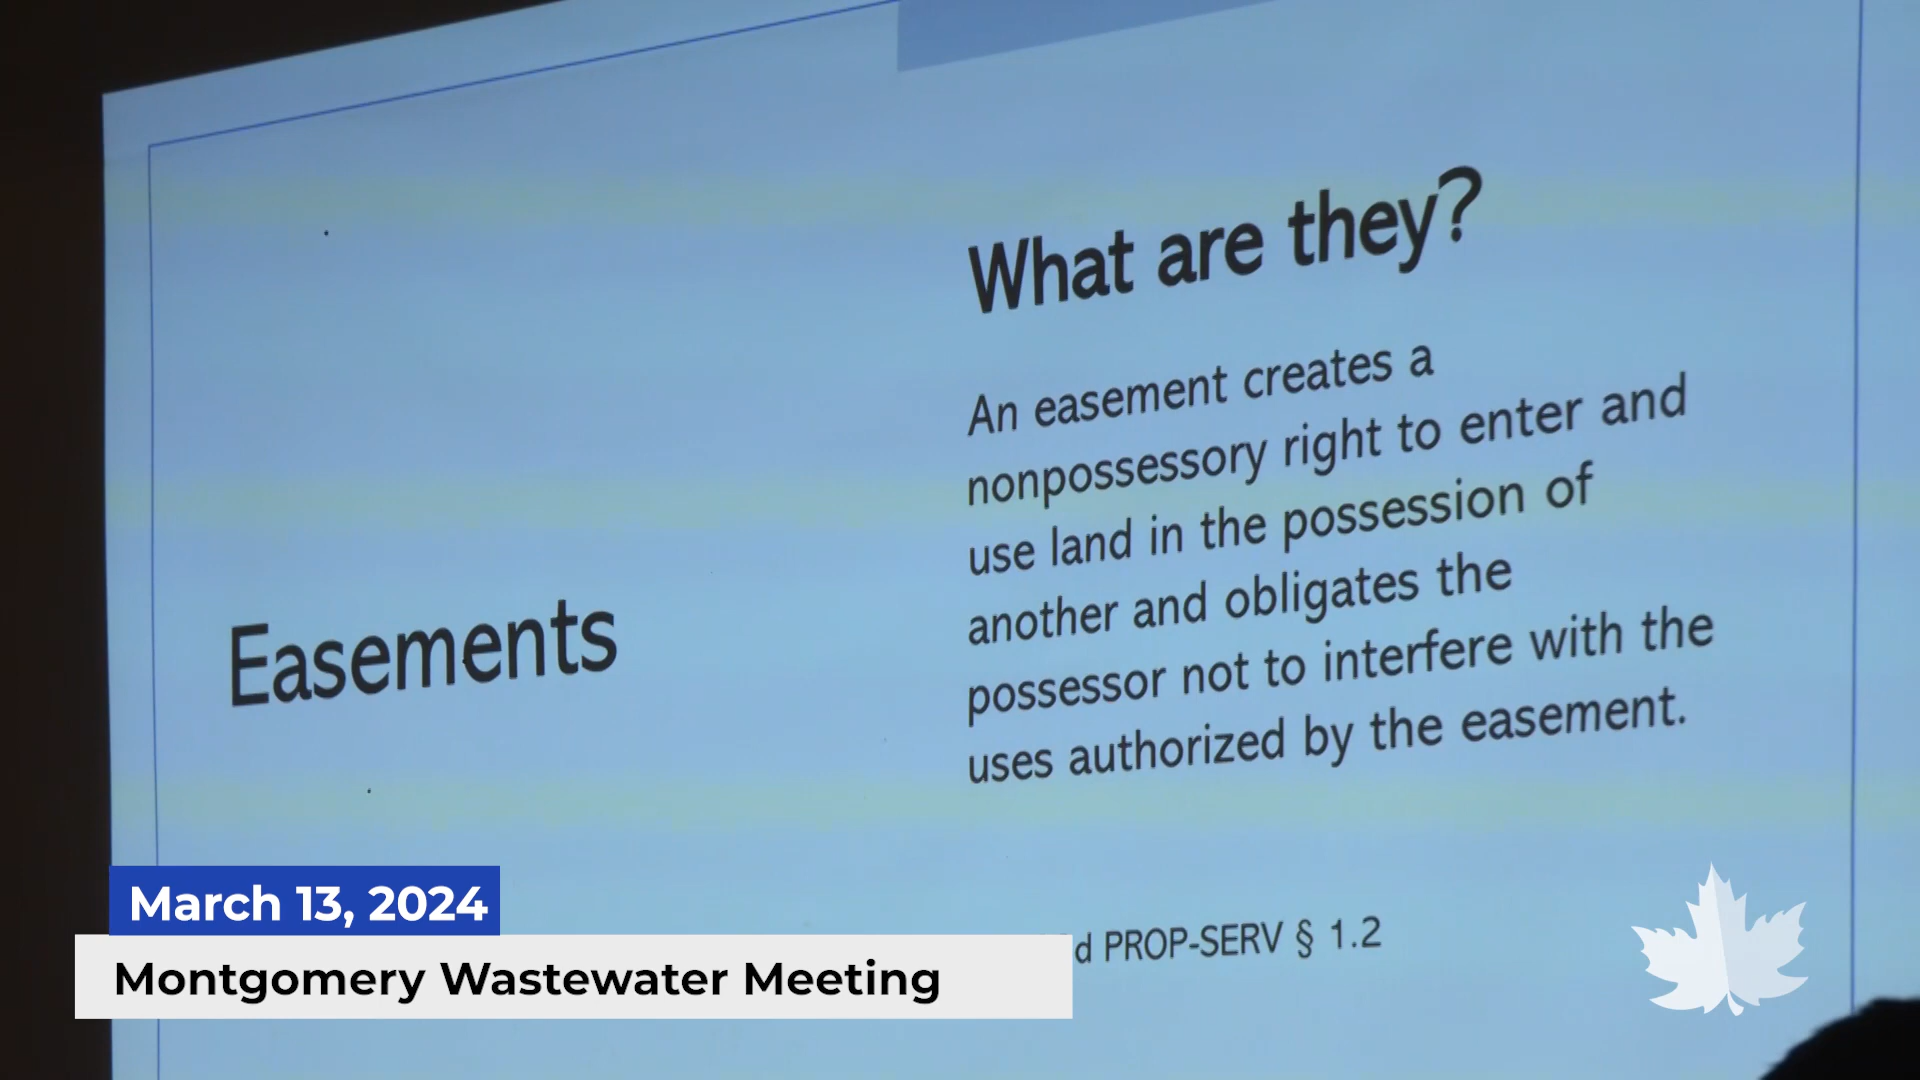 Easements
What are they?
An easement creates a
nonpossessory right to enter and
use land in the possession of
another and obligates the
possessor not to interfere with the
uses authorized by the easement.
d PROP-SERV § 1.2
March 13, 2024
Montgomery Wastewater Meeting